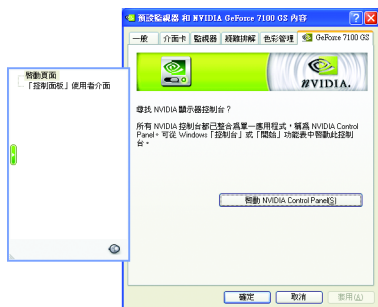 預設監視器 和 NVIDIA GeForce 7100 GS 內容
一般 介面卡 監視器 疑難排解 色彩管理 GeForce 7100 GS
啓動頁面
「控制面板」使用者介面
NVIDIA.
尋找 NVIDIA 顯示器控制台？
所有 NVIDIA 控制台都已整合爲單一應用程式，稱爲 NVIDIA Control
Panel。可從 Windows「控制台」或「開始」功能表中啓動此控制
台。
啓動 NVIDIA Control Panel(S)
確定 取消 套用(A)